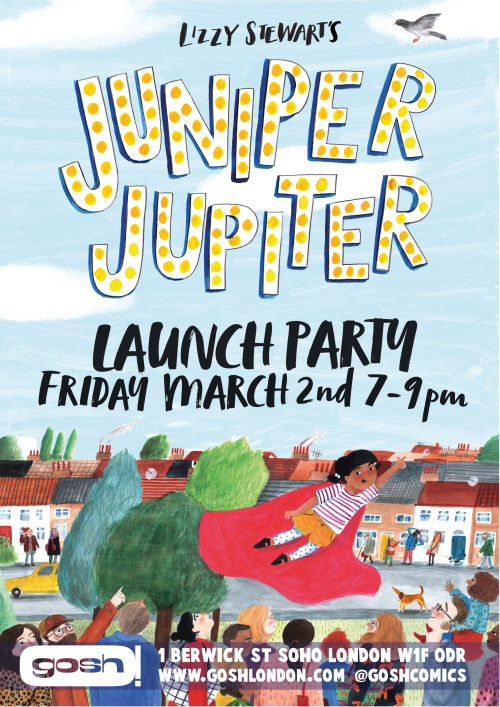 LIZZY STEWART'S
JUNIPER
JUPITER
LAUNCH PARTY
FRIDAY MARCH 2nd 7-9pm
gosh!
1 BERWICK ST SOHO LONDON W1F 0DR
WWW.GOSHLONDON.COM @GOSHCOMICS